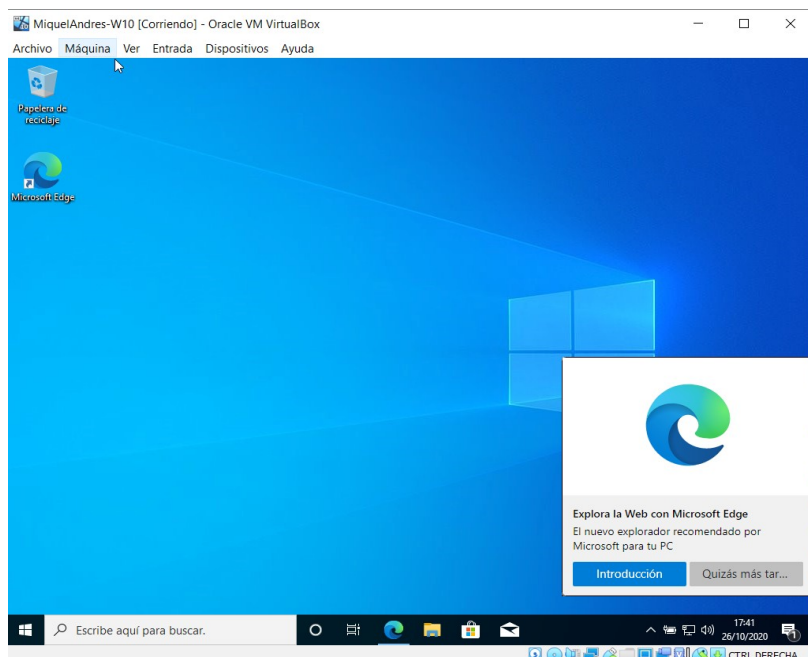 MiquelAndres-W10 [Corriendo] - Oracle VM VirtualBox
Archivo Máquina Ver Entrada Dispositivos Ayuda
Papelera de
reciclaje
Microsoft Edge
Explora la Web con Microsoft Edge
El nuevo explorador recomendado por
Microsoft para tu PC
Introducción Quizás más tar...
Escribe aquí para buscar.
17:41
26/10/2020
1
CTRL DERECHA